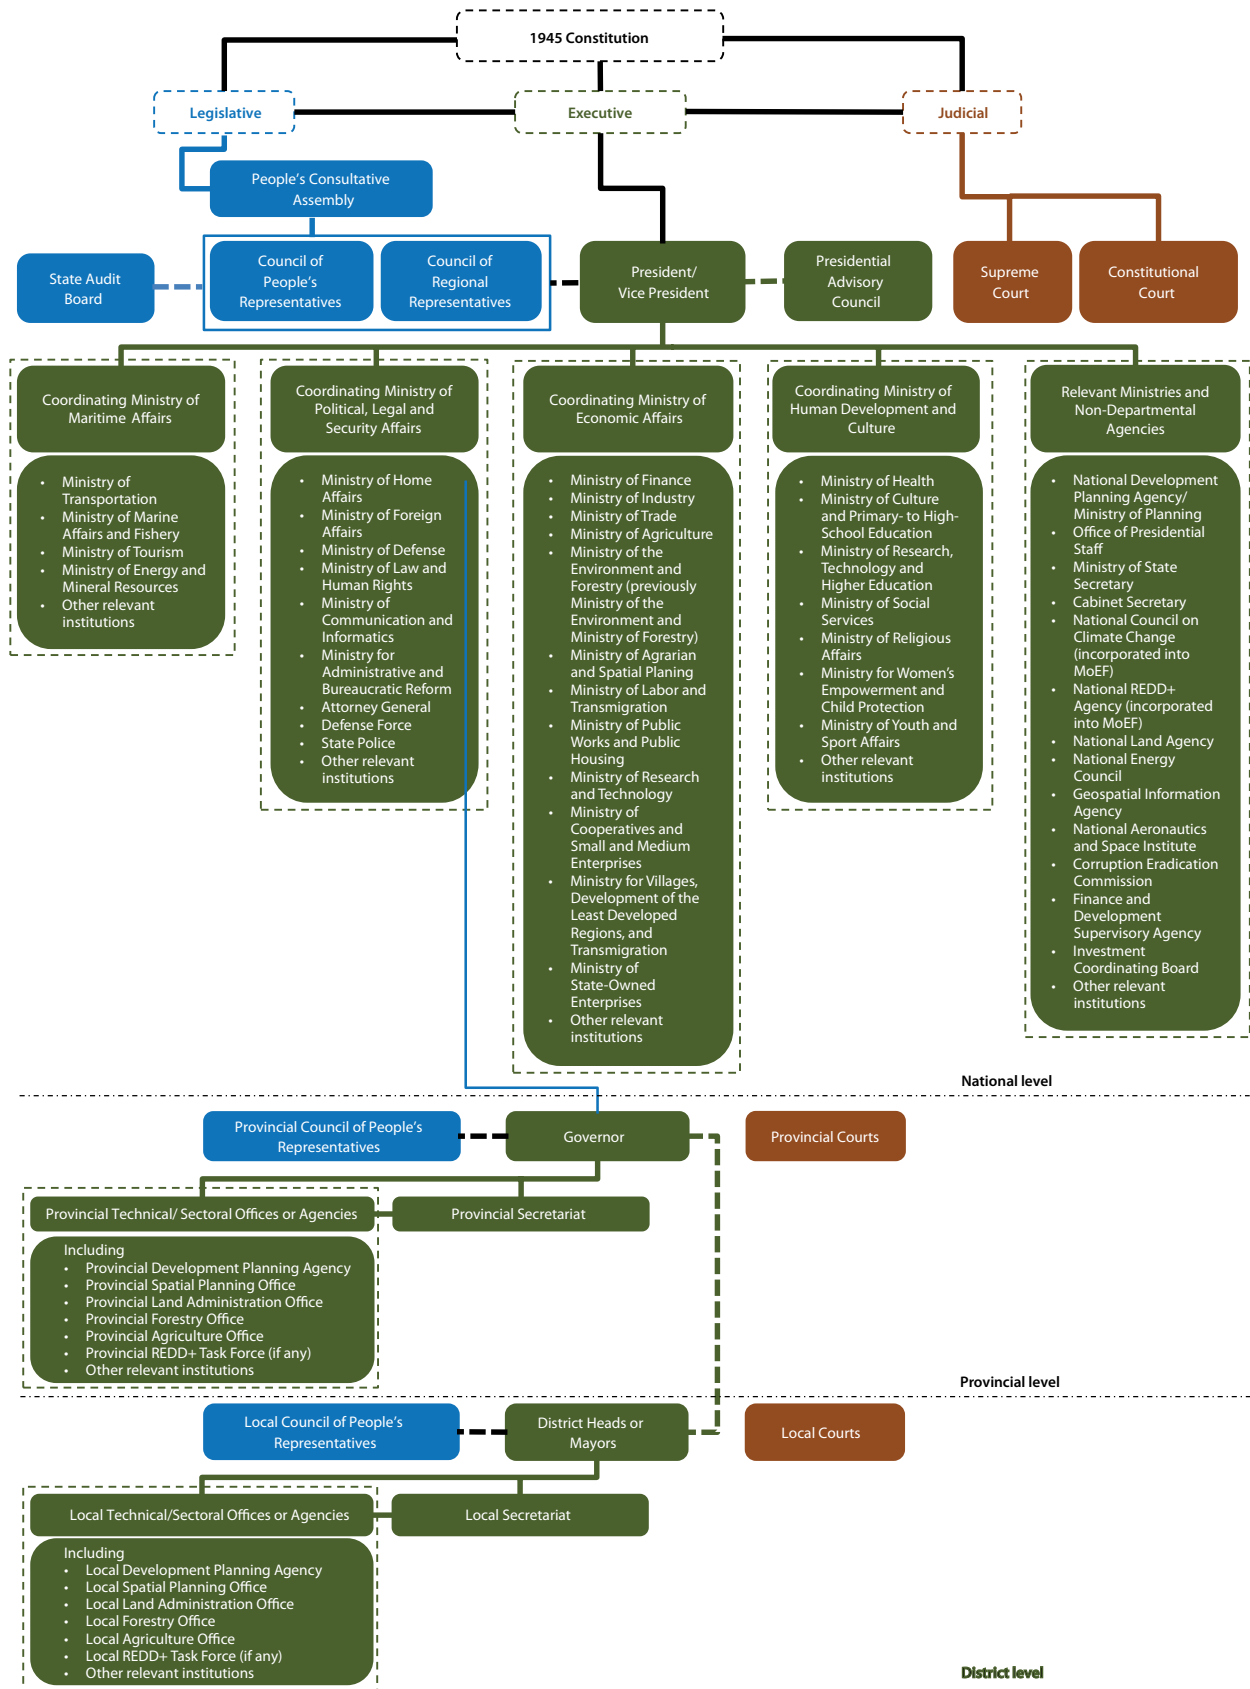 1945 Constitution
Legislative
Executive
Judicial
People's Consultative
Assembly
State Audit
Board
Council of
People's
Representatives
Council of
Regional
Representatives
President/
Vice President
Presidential
Advisory
Council
Supreme
Court
Constitutional
Court
Coordinating Ministry of
Maritime Affairs
• Ministry of
Transportation
• Ministry of Marine
Affairs and Fishery
• Ministry of Tourism
• Ministry of Energy and
Mineral Resources
• Other relevant
institutions
Coordinating Ministry of
Political, Legal and
Security Affairs
• Ministry of Home
Affairs
• Ministry of Foreign
Affairs
• Ministry of Defense
• Ministry of Law and
Human Rights
• Ministry of
Communication and
Informatics
• Ministry for
Administrative and
Bureaucratic Reform
• Attorney General
• Defense Force
• State Police
• Other relevant
institutions
Coordinating Ministry of
Economic Affairs
• Ministry of Finance
• Ministry of Industry
• Ministry of Trade
• Ministry of Agriculture
• Ministry of the
Environment and
Forestry (previously
Ministry of the
Environment and
Ministry of Forestry)
• Ministry of Agrarian
and Spatial Planing
• Ministry of Labor and
Transmigration
• Ministry of Public
Works and Public
Housing
• Ministry of Research
and Technology
• Ministry of
Cooperatives and
Small and Medium
Enterprises
• Ministry for Villages,
Development of the
Least Developed
Regions, and
Transmigration
• Ministry of
State-Owned
Enterprises
• Other relevant
institutions
Coordinating Ministry of
Human Development and
Culture
• Ministry of Health
• Ministry of Culture
and Primary- to High-
School Education
• Ministry of Research,
Technology and
Higher Education
• Ministry of Social
Services
• Ministry of Religious
Affairs
• Ministry for Women's
Empowerment and
Child Protection
• Ministry of Youth and
Sport Affairs
• Other relevant
institutions
Relevant Ministries and
Non-Departmental
Agencies
• National Development
Planning Agency/
Ministry of Planning
• Office of Presidential
Staff
• Ministry of State
Secretary
• Cabinet Secretary
• National Council on
Climate Change
(incorporated into
MoEF)
• National REDD+
Agency (incorporated
into MoEF)
• National Land Agency
• National Energy
Council
• Geospatial Information
Agency
• National Aeronautics
and Space Institute
• Corruption Eradication
Commission
• Finance and
Development
Supervisory Agency
• Investment
Coordinating Board
• Other relevant
institutions
National level
Provincial Council of People's
Representatives
Governor
Provincial Courts
Provincial Technical/ Sectoral Offices or Agencies
Provincial Secretariat
Including
• Provincial Development Planning Agency
• Provincial Spatial Planning Office
• Provincial Land Administration Office
• Provincial Forestry Office
• Provincial Agriculture Office
• Provincial REDD+ Task Force (if any)
• Other relevant institutions
Provincial level
Local Council of People's
Representatives
District Heads or
Mayors
Local Courts
Local Technical/Sectoral Offices or Agencies
Local Secretariat
Including
• Local Development Planning Agency
• Local Spatial Planning Office
• Local Land Administration Office
• Local Forestry Office
• Local Agriculture Office
• Local REDD+ Task Force (if any)
• Other relevant institutions
District level